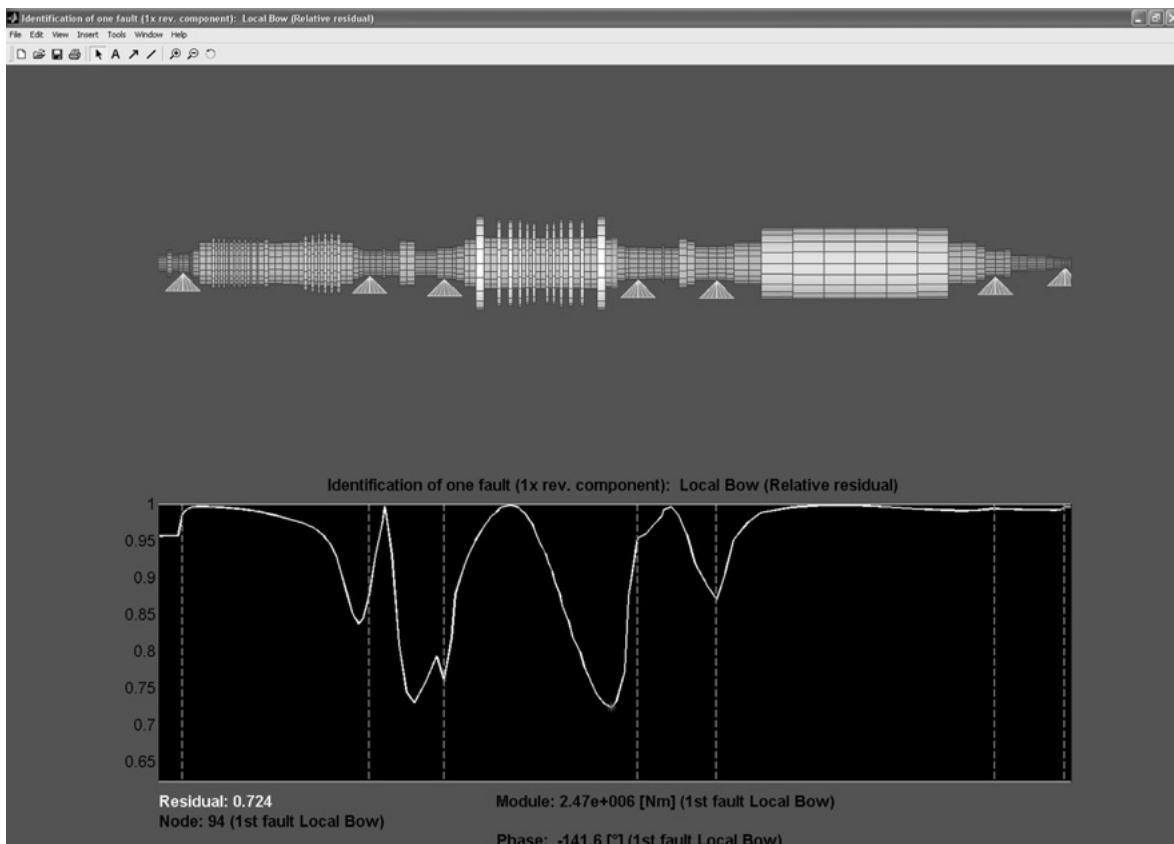 Identification of one fault (1x rev. component): Local Bow (Relative residual)
File Edit View Insert Tools Window Help
A
Identification of one fault (1x rev. component): Local Bow (Relative residual)
1
0.95
0.9
0.85
0.8
0.75
0.7
0.65
Residual: 0.724
Module: 2.47e+006 [Nm] (1st fault Local Bow)
Node: 94 (1st fault Local Bow)
Phase: -141.6 [°] (1st fault Local Bow)